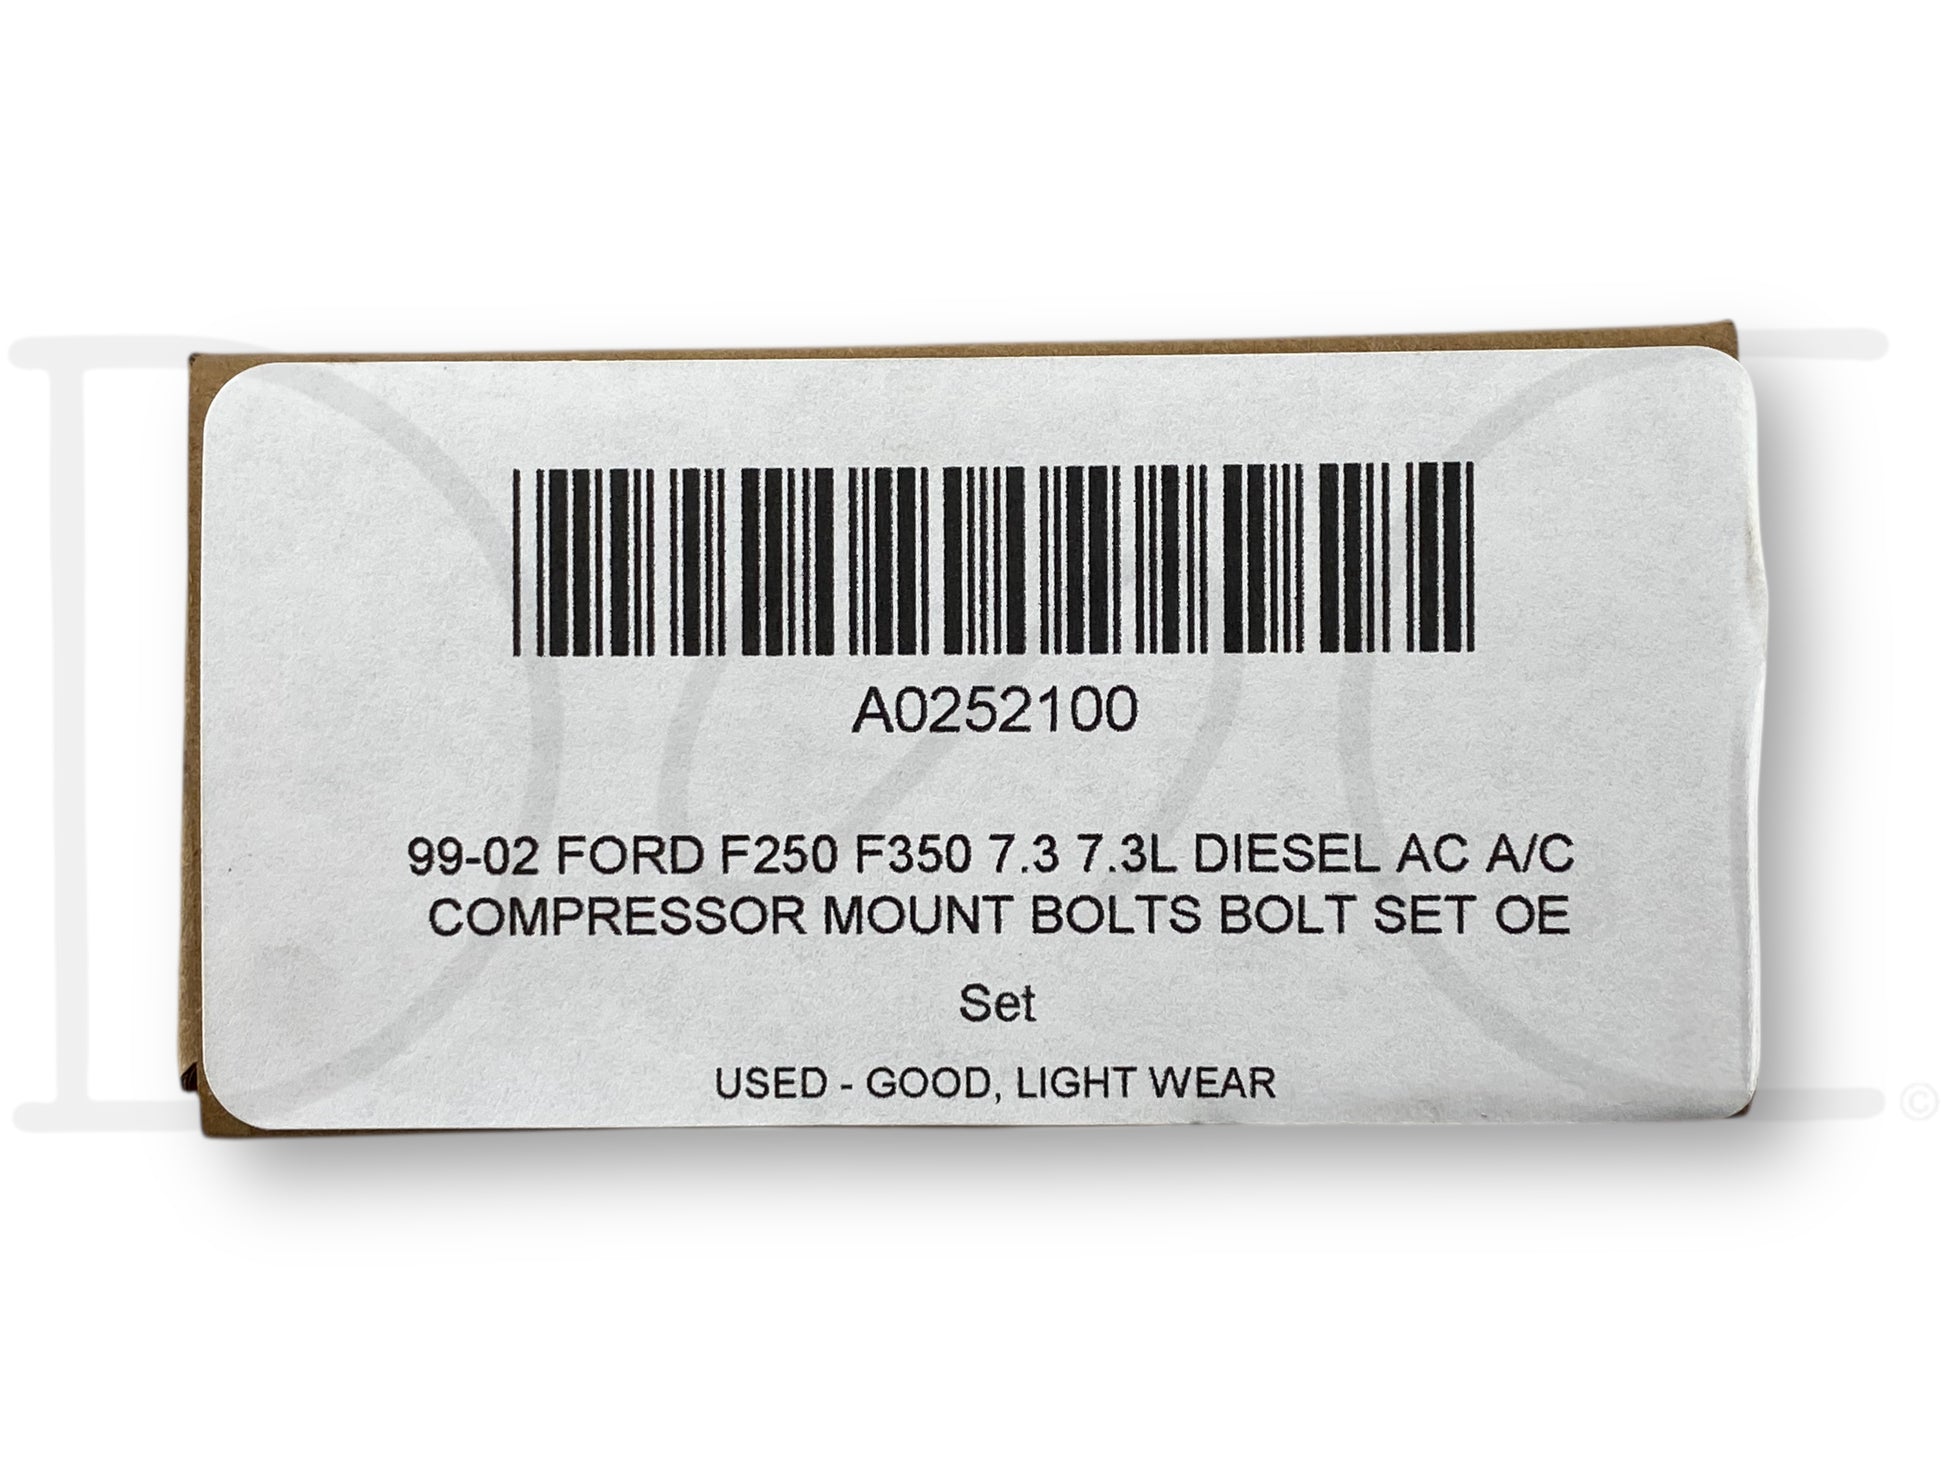 A0252100
99-02 FORD F250 F350 7.3 7.3L DIESEL AC A/C
COMPRESSOR MOUNT BOLTS BOLT SET OE
Set
USED - GOOD, LIGHT WEAR
©